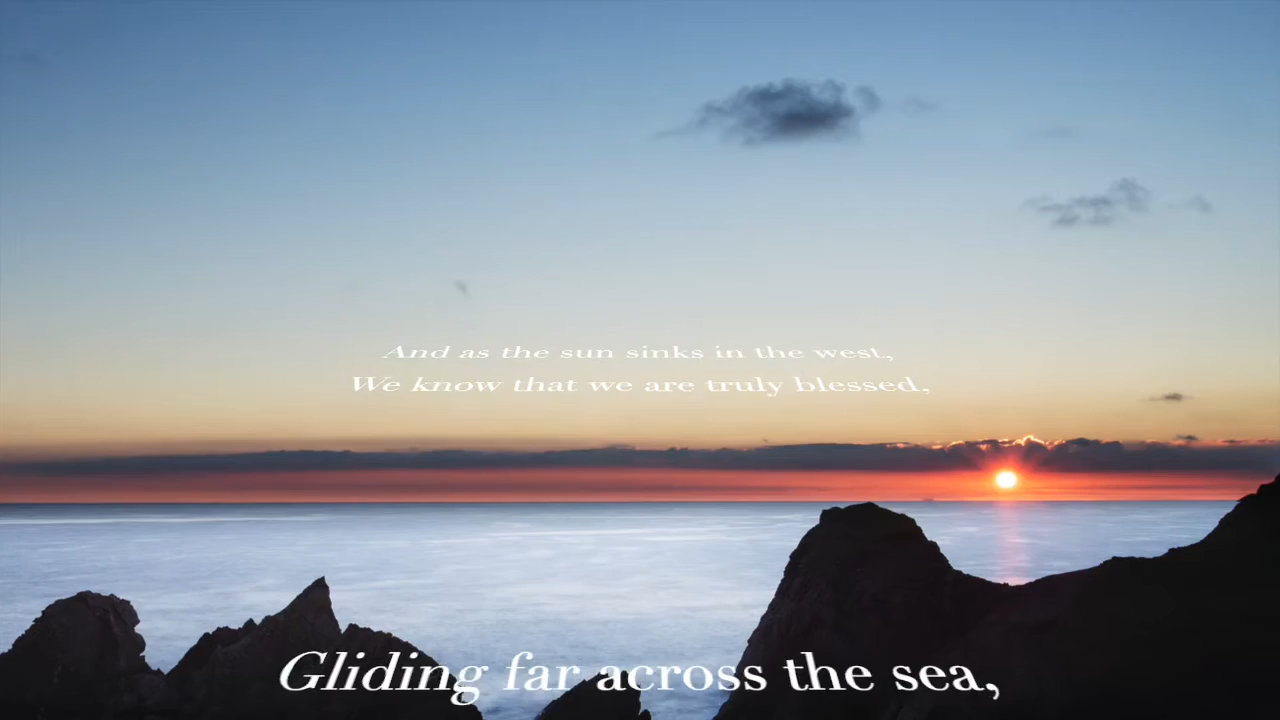 And as the sun sinks in the west,
We know that we are truly blessed,
Gliding far across the sea,